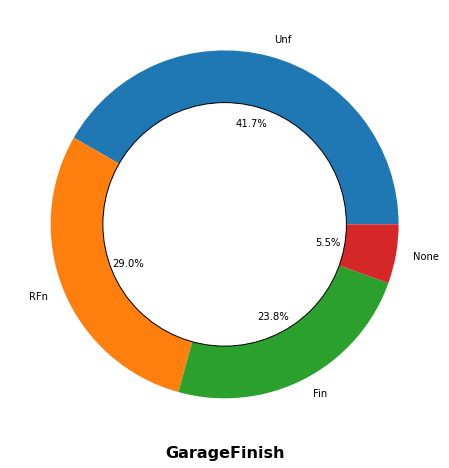 Unf
41.7%
5.5%
None
29.0%
RFn
23.8%
Fin
GarageFinish